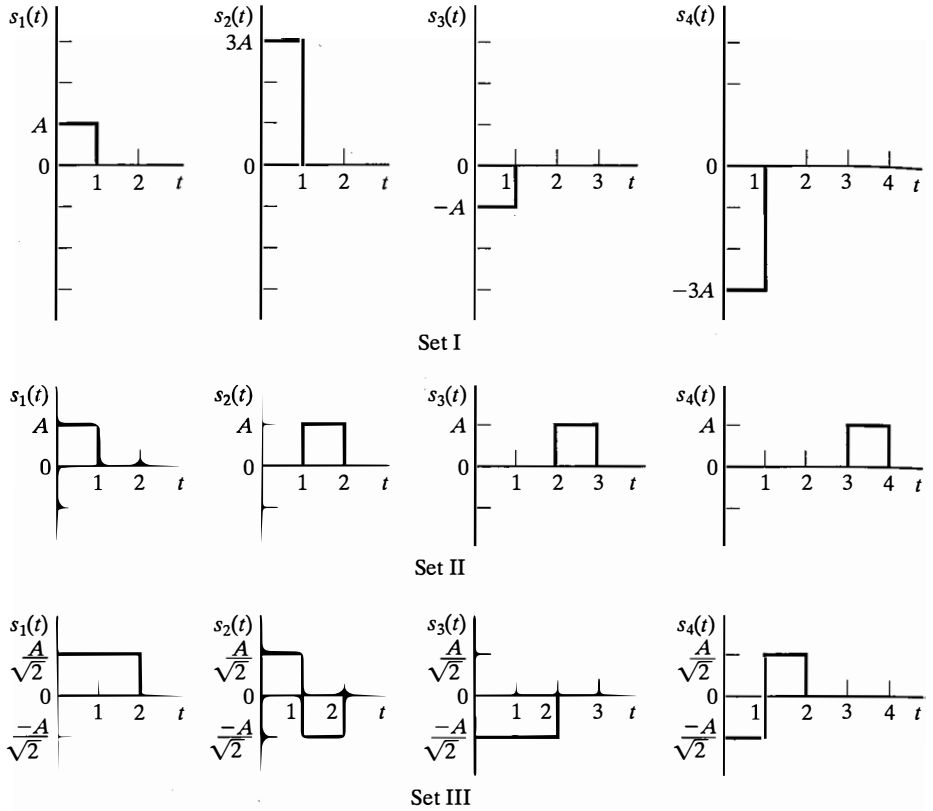 s₁(t) s₂(t) s₃(t) s₄(t)
3A
A
0 0 0 0
1 2 t 1 2 t 1 2 3 t 1 2 3 4 t
−A
−3A
Set I
s₁(t) s₂(t) s₃(t) s₄(t)
A A A A
0 0 0 0
1 2 t 1 2 t 1 2 3 t 1 2 3 4 t
Set II
s₁(t) s₂(t) s₃(t) s₄(t)
A/√2 A/√2 A/√2 A/√2
0 0 0 0
1 2 t 1 2 t 1 2 3 t 1 2 3 4 t
−A/√2 −A/√2 −A/√2 −A/√2
Set III